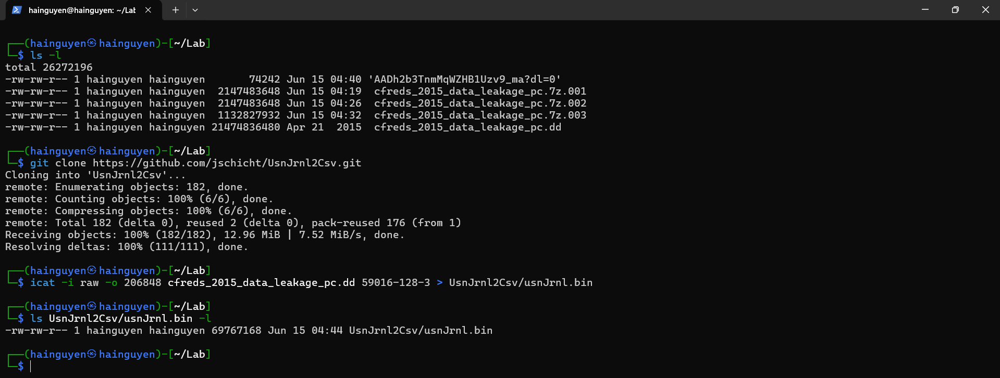 hainguyen@hainguyen: ~/Lab
(hainguyen㉿hainguyen)-[~/Lab]
$ ls -l
total 26272196
-rw-rw-r-- 1 hainguyen hainguyen       74242 Jun 15 04:40 'AADh2b3TnmMqWZHB1Uzv9_ma?dl=0'
-rw-rw-r-- 1 hainguyen hainguyen  2147483648 Jun 15 04:19  cfreds_2015_data_leakage_pc.7z.001
-rw-rw-r-- 1 hainguyen hainguyen  2147483648 Jun 15 04:26  cfreds_2015_data_leakage_pc.7z.002
-rw-rw-r-- 1 hainguyen hainguyen  1132827932 Jun 15 04:32  cfreds_2015_data_leakage_pc.7z.003
-rw-rw-r-- 1 hainguyen hainguyen 21474836480 Apr 21  2015  cfreds_2015_data_leakage_pc.dd
(hainguyen㉿hainguyen)-[~/Lab]
$ git clone https://github.com/jschicht/UsnJrnl2Csv.git
Cloning into 'UsnJrnl2Csv'...
remote: Enumerating objects: 182, done.
remote: Counting objects: 100% (6/6), done.
remote: Compressing objects: 100% (6/6), done.
remote: Total 182 (delta 0), reused 2 (delta 0), pack-reused 176 (from 1)
Receiving objects: 100% (182/182), 12.96 MiB | 7.52 MiB/s, done.
Resolving deltas: 100% (111/111), done.
(hainguyen㉿hainguyen)-[~/Lab]
$ icat -i raw -o 206848 cfreds_2015_data_leakage_pc.dd 59016-128-3 > UsnJrnl2Csv/usnJrnl.bin
(hainguyen㉿hainguyen)-[~/Lab]
$ ls UsnJrnl2Csv/usnJrnl.bin -l
-rw-rw-r-- 1 hainguyen hainguyen 69767168 Jun 15 04:44 UsnJrnl2Csv/usnJrnl.bin
(hainguyen㉿hainguyen)-[~/Lab]
$